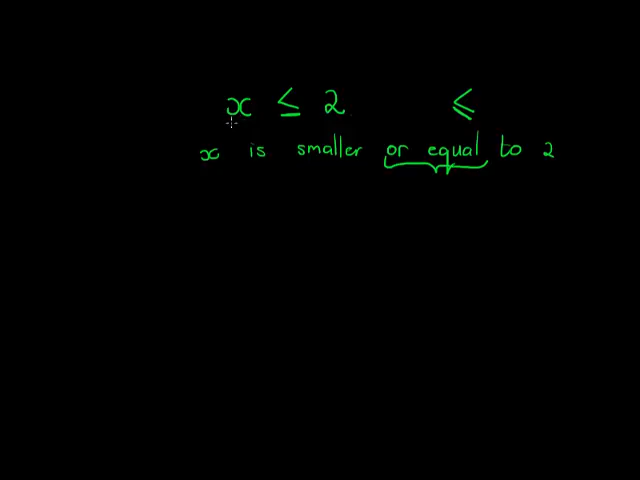 x ≤ 2 ⩽
x is smaller or equal to 2